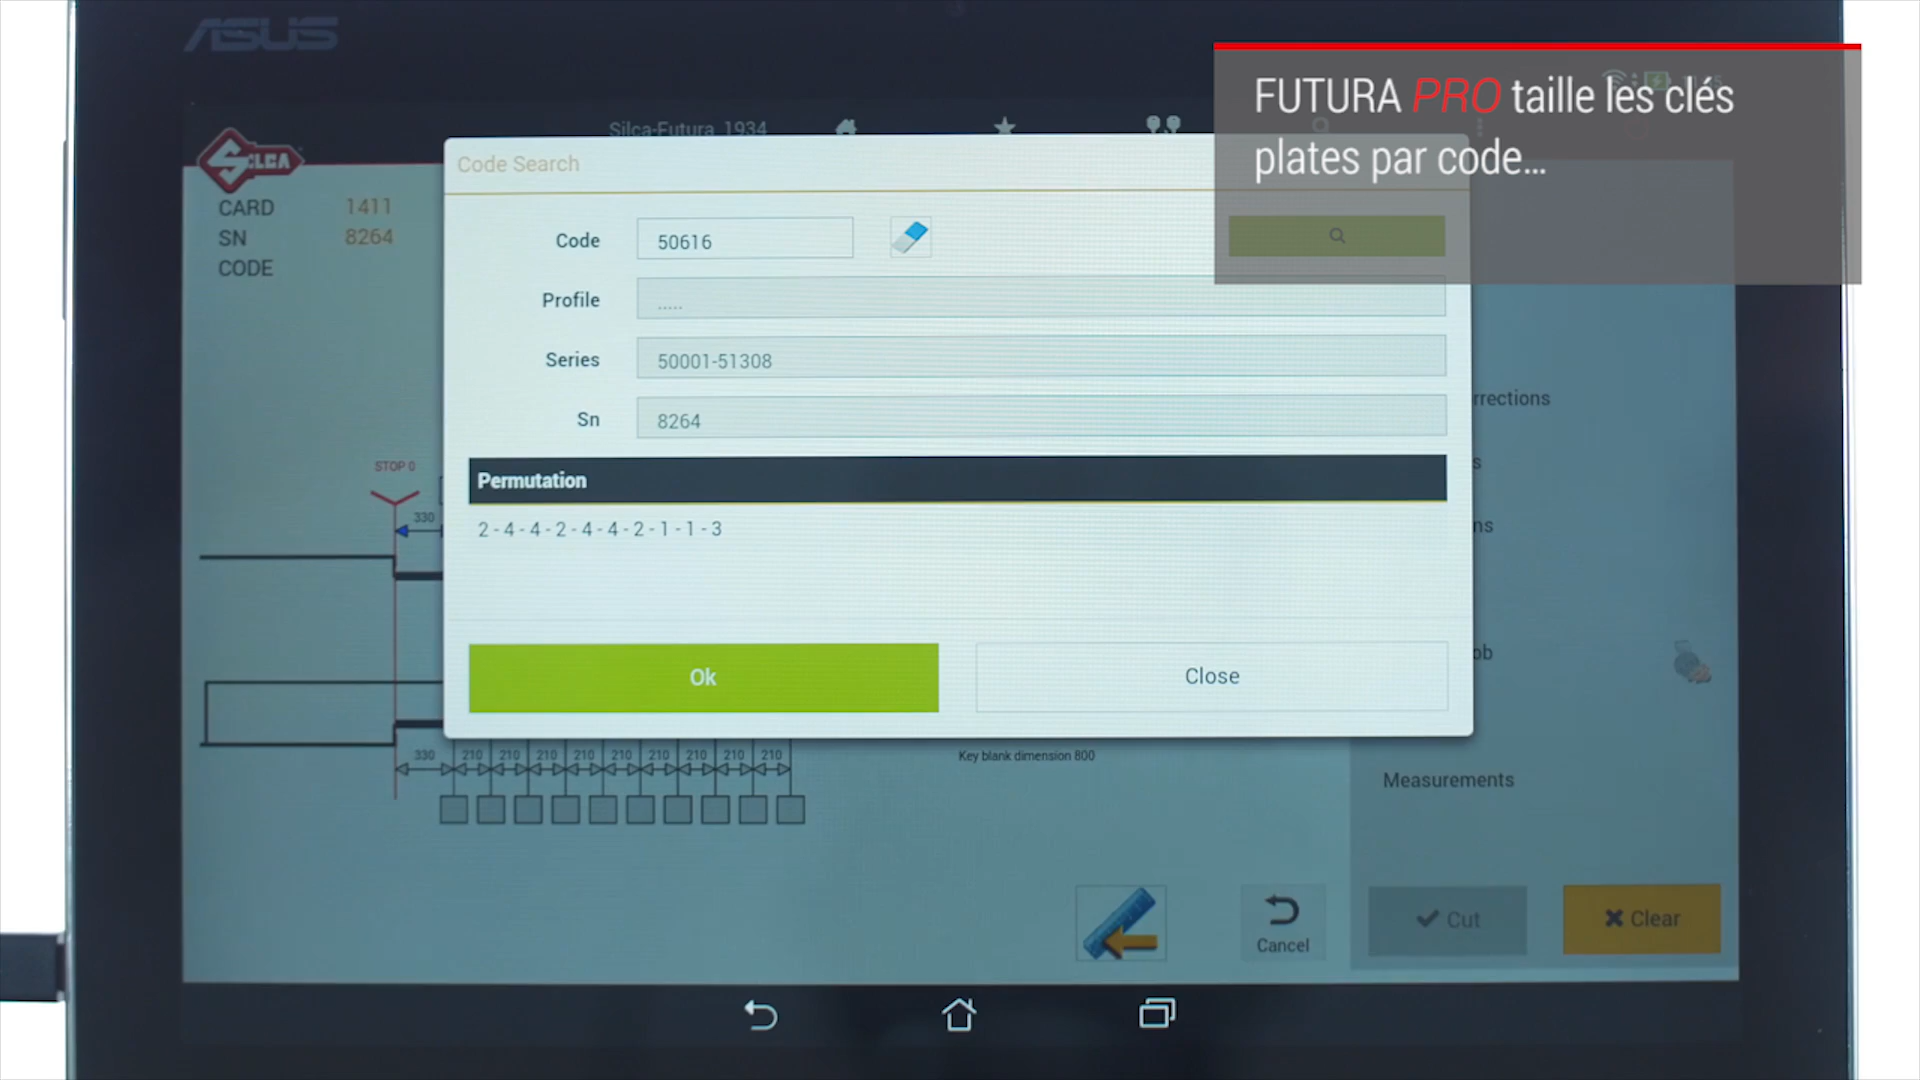 ASUS
FUTURA PRO taille les clés
plates par code...
Silca-Futura 1934
SILCA
Code Search
CARD 1411
SN 8264
CODE
Code 50616
Profile .....
Series 50001-51308
Sn 8264
Permutation
2 - 4 - 4 - 2 - 4 - 4 - 2 - 1 - 1 - 3
Ok
Close
STOP 0
330
330 210 210 210 210 210 210 210 210 210
Key blank dimension 800
Measurements
Cancel
Cut
Clear